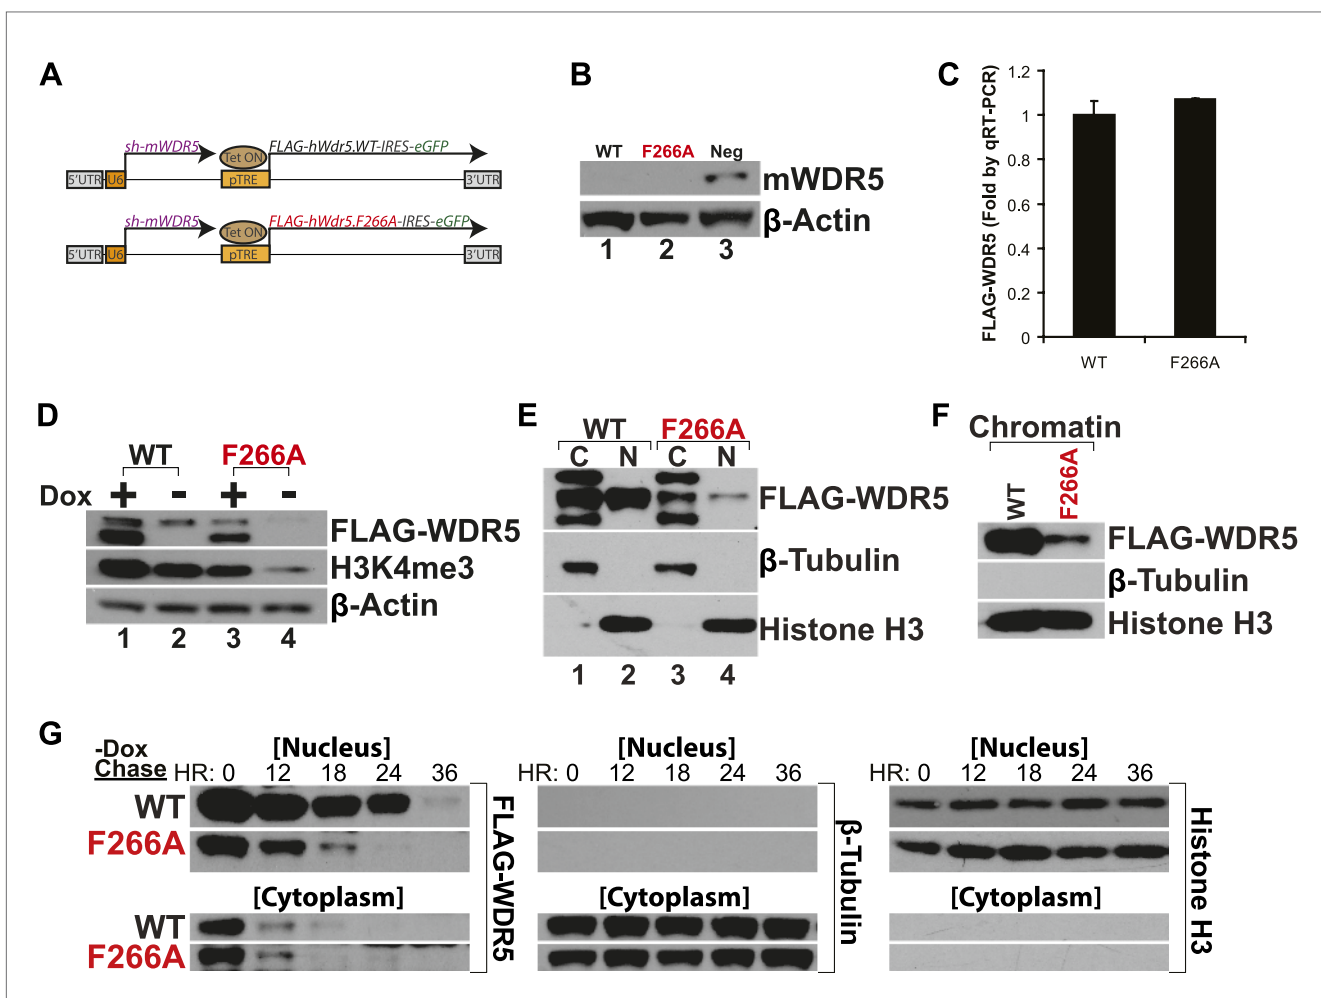 A
sh-mWDR5
FLAG-hWdr5.WT-IRES-eGFP
Tet ON
5'UTR
U6
pTRE
3'UTR
sh-mWDR5
FLAG-hWdr5.F266A-IRES-eGFP
Tet ON
5'UTR
U6
pTRE
3'UTR
B
WT F266A Neg
mWDR5
β-Actin
1 2 3
C
FLAG-WDR5 (Fold by qRT-PCR)
1.2
1
0.8
0.6
0.4
0.2
0
WT F266A
D
WT F266A
Dox + - + -
FLAG-WDR5
H3K4me3
β-Actin
1 2 3 4
E
WT F266A
C N C N
FLAG-WDR5
β-Tubulin
Histone H3
1 2 3 4
F
Chromatin
WT
F266A
FLAG-WDR5
β-Tubulin
Histone H3
G
-Dox
Chase
[Nucleus]
HR: 0 12 18 24 36
WT
F266A
[Cytoplasm]
WT
F266A
FLAG-WDR5
[Nucleus]
HR: 0 12 18 24 36
[Cytoplasm]
β-Tubulin
[Nucleus]
HR: 0 12 18 24 36
[Cytoplasm]
Histone H3